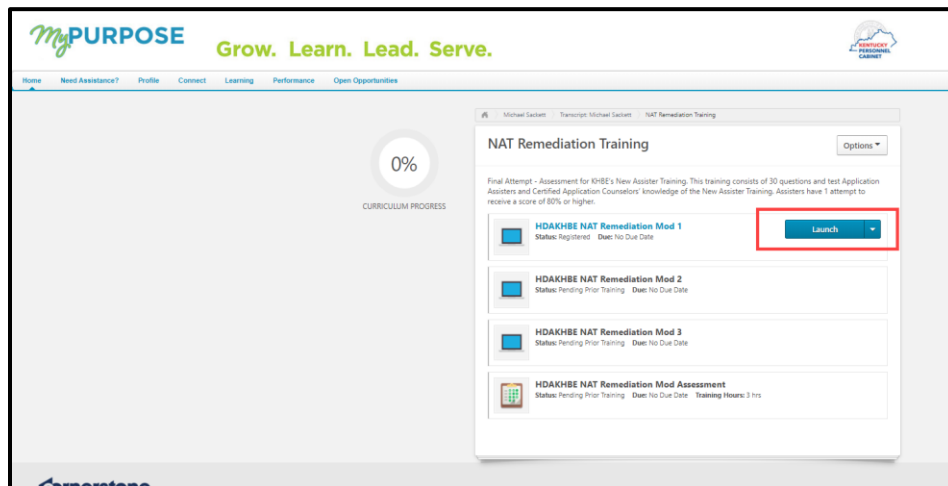 MyPURPOSE
Grow. Learn. Lead. Serve.
KENTUCKY
PERSONNEL
CABINET
Home Need Assistance? Profile Connect Learning Performance Open Opportunities
Michael Sackett Transcript: Michael Sackett NAT Remediation Training
NAT Remediation Training
Options
0%
CURRICULUM PROGRESS
Final Attempt - Assessment for KHBE's New Assister Training. This training consists of 30 questions and test Application
Assisters and Certified Application Counselors' knowledge of the New Assister Training. Assisters have 1 attempt to
receive a score of 80% or higher.
HDAKHBE NAT Remediation Mod 1
Status: Registered Due: No Due Date
Launch
HDAKHBE NAT Remediation Mod 2
Status: Pending Prior Training Due: No Due Date
HDAKHBE NAT Remediation Mod 3
Status: Pending Prior Training Due: No Due Date
HDAKHBE NAT Remediation Mod Assessment
Status: Pending Prior Training Due: No Due Date Training Hours: 3 hrs
Cornerstone